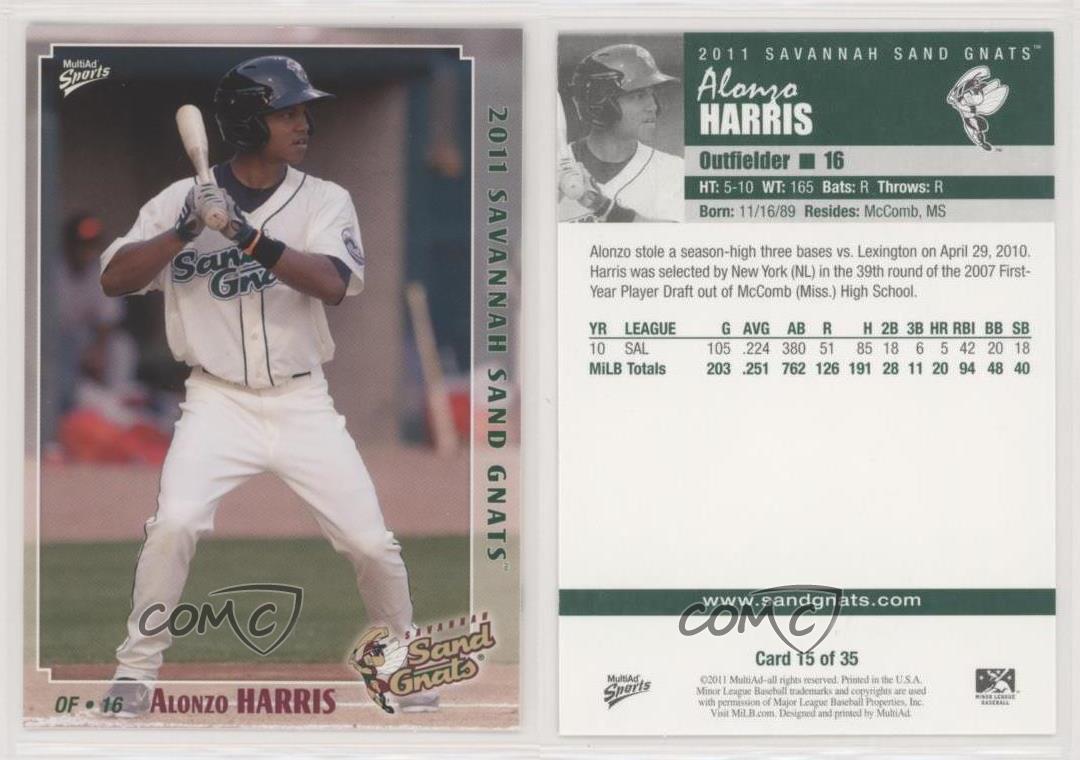 MultiAd
Sports
2011 SAVANNAH SAND GNATS™
Sand
Gna
COMC
SAVANNAH
Sand
Gnats®
OF • 16 ALONZO HARRIS
2011 SAVANNAH SAND GNATS™
Alonzo
HARRIS
Outfielder ■ 16
HT: 5-10 WT: 165 Bats: R Throws: R
Born: 11/16/89 Resides: McComb, MS
Alonzo stole a season-high three bases vs. Lexington on April 29, 2010.
Harris was selected by New York (NL) in the 39th round of the 2007 First-
Year Player Draft out of McComb (Miss.) High School.
YR LEAGUE G AVG AB R H 2B 3B HR RBI BB SB
10 SAL 105 .224 380 51 85 18 6 5 42 20 18
MiLB Totals 203 .251 762 126 191 28 11 20 94 48 40
www.sandgnats.com
COMC
Card 15 of 35
MultiAd
Sports
©2011 MultiAd-all rights reserved. Printed in the U.S.A.
Minor League Baseball trademarks and copyrights are used
with permission of Major League Baseball Properties, Inc.
Visit MiLB.com. Designed and printed by MultiAd.
MINOR LEAGUE
BASEBALL